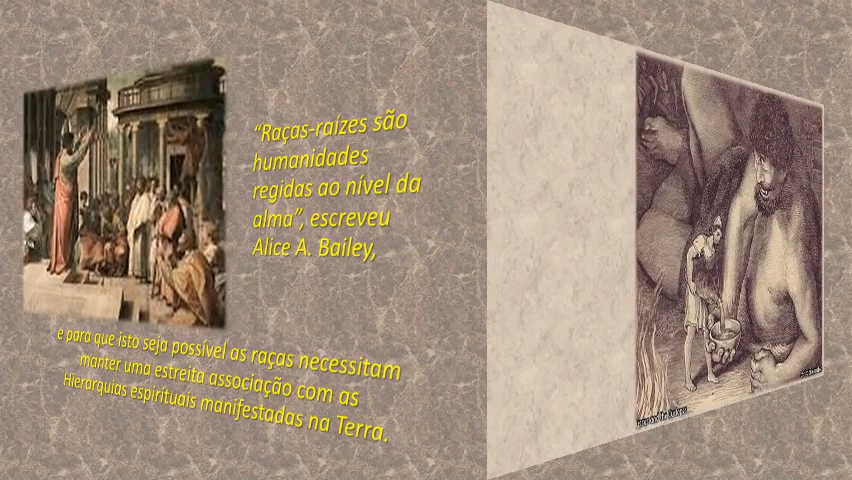 “Raças-raízes são
humanidades
regidas ao nível da
alma”, escreveu
Alice A. Bailey,
e para que isto seja possível as raças necessitam
manter uma estreita associação com as
Hierarquias espirituais manifestadas na Terra.